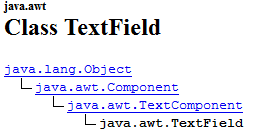 java.awt
Class TextField
java.lang.Object
java.awt.Component
java.awt.TextComponent
java.awt.TextField